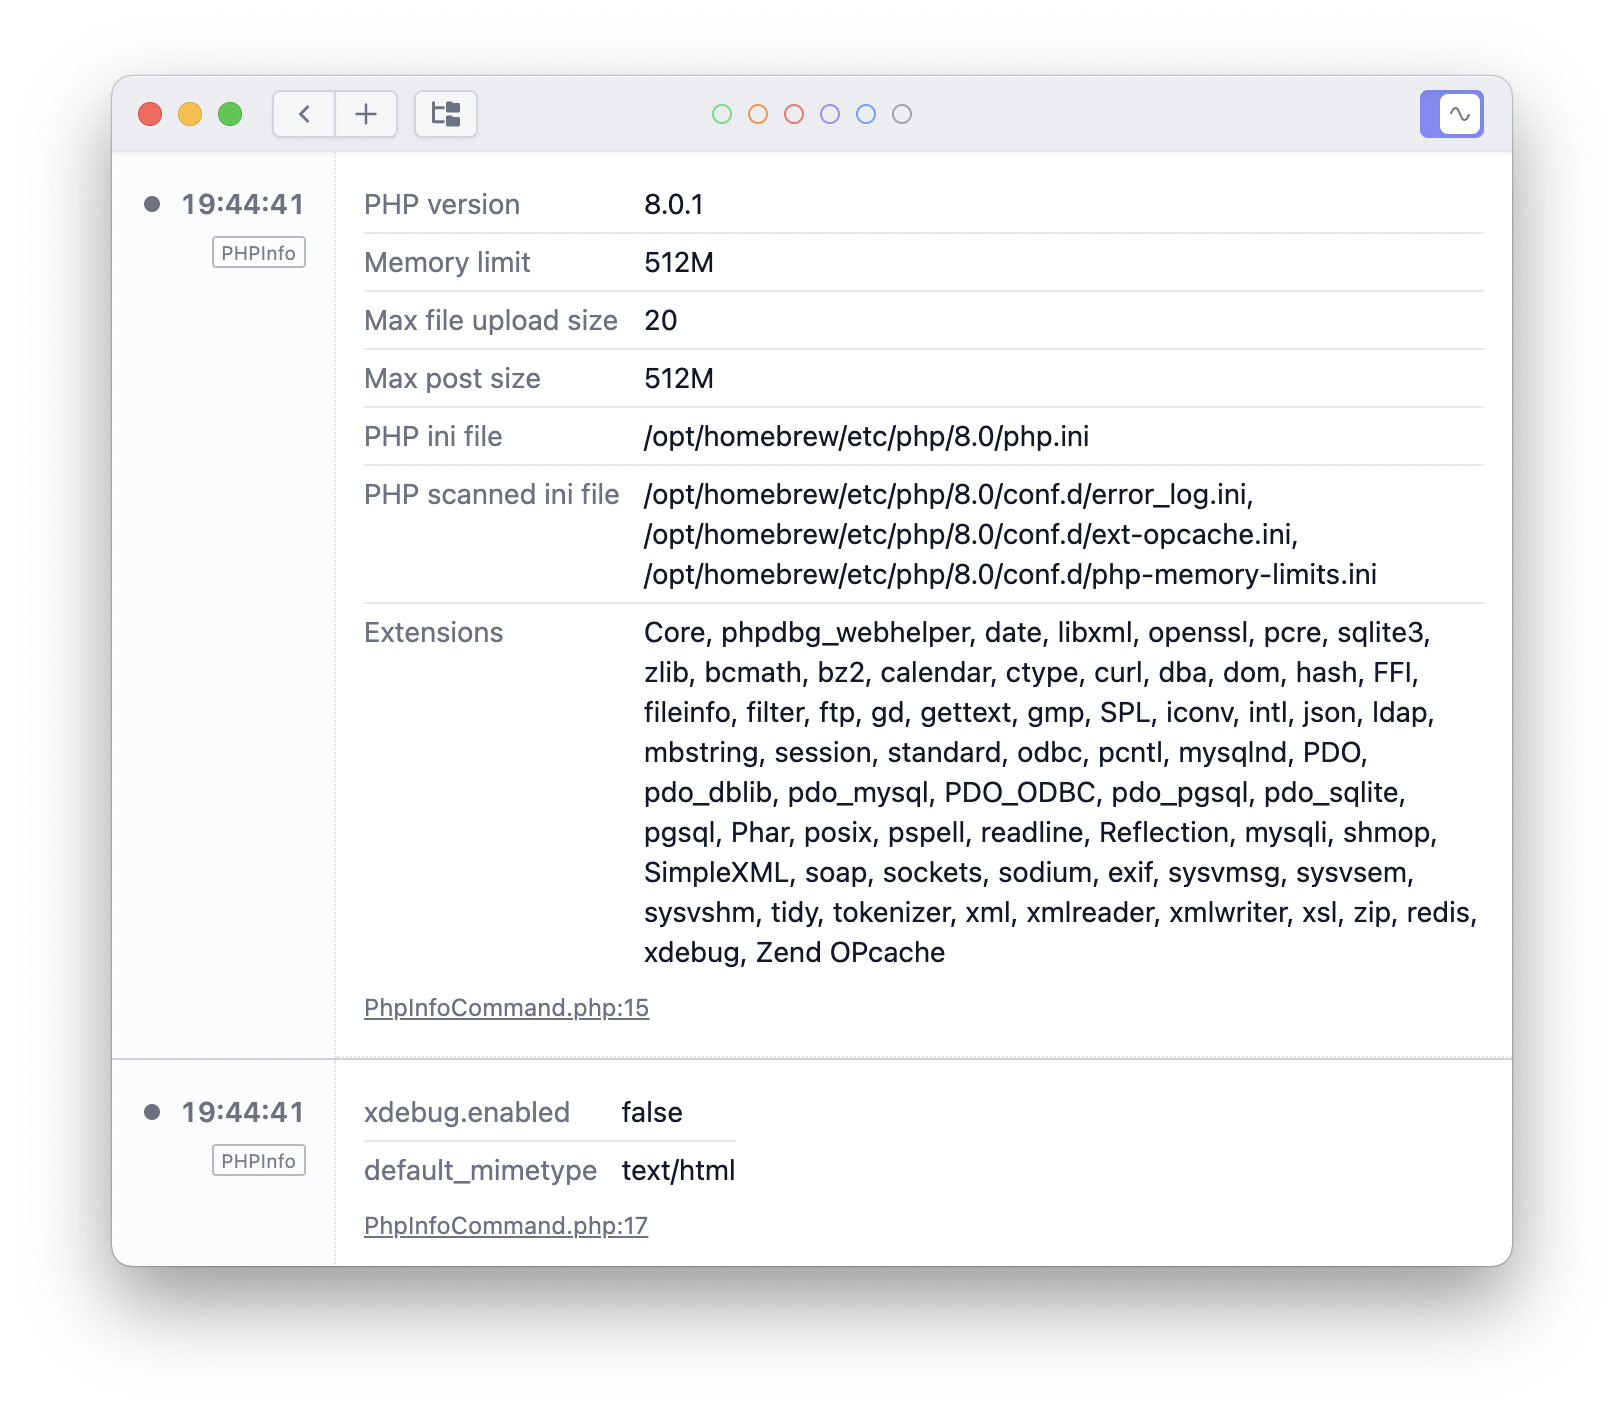 19:44:41
PHPInfo
PHP version 8.0.1
Memory limit 512M
Max file upload size 20
Max post size 512M
PHP ini file /opt/homebrew/etc/php/8.0/php.ini
PHP scanned ini file /opt/homebrew/etc/php/8.0/conf.d/error_log.ini,
/opt/homebrew/etc/php/8.0/conf.d/ext-opcache.ini,
/opt/homebrew/etc/php/8.0/conf.d/php-memory-limits.ini
Extensions Core, phpdbg_webhelper, date, libxml, openssl, pcre, sqlite3,
zlib, bcmath, bz2, calendar, ctype, curl, dba, dom, hash, FFI,
fileinfo, filter, ftp, gd, gettext, gmp, SPL, iconv, intl, json, ldap,
mbstring, session, standard, odbc, pcntl, mysqlnd, PDO,
pdo_dblib, pdo_mysql, PDO_ODBC, pdo_pgsql, pdo_sqlite,
pgsql, Phar, posix, pspell, readline, Reflection, mysqli, shmop,
SimpleXML, soap, sockets, sodium, exif, sysvmsg, sysvsem,
sysvshm, tidy, tokenizer, xml, xmlreader, xmlwriter, xsl, zip, redis,
xdebug, Zend OPcache
PhpInfoCommand.php:15
19:44:41
PHPInfo
xdebug.enabled false
default_mimetype text/html
PhpInfoCommand.php:17